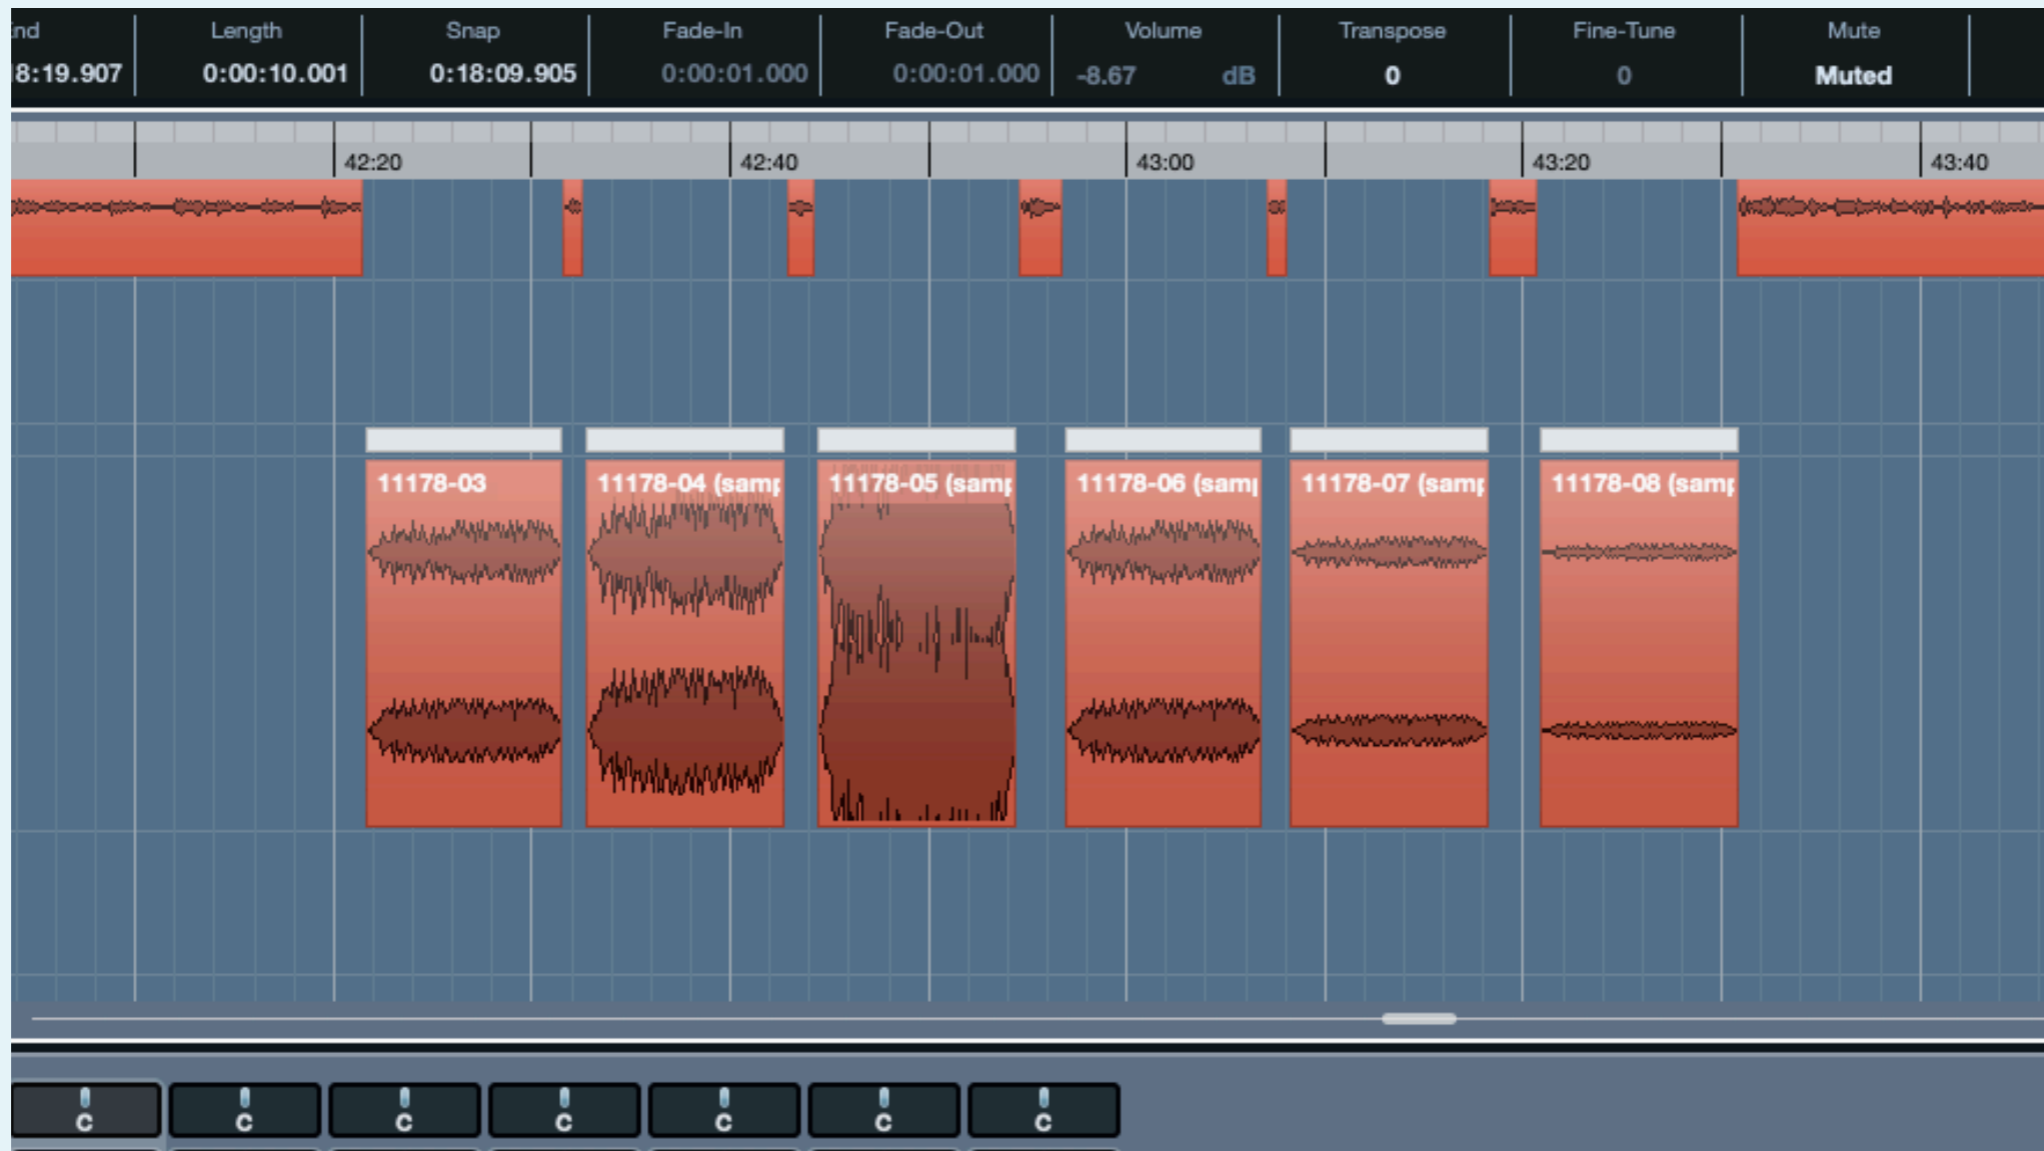 Length Snap Fade-In Fade-Out Volume Transpose Fine-Tune Mute
8:19.907 0:00:10.001 0:18:09.905 0:00:01.000 0:00:01.000 -8.67 dB 0 0 Muted
42:20 42:40 43:00 43:20 43:40
11178-03 11178-04 (samp 11178-05 (samp 11178-06 (samp 11178-07 (samp 11178-08 (samp
C C C C C C C